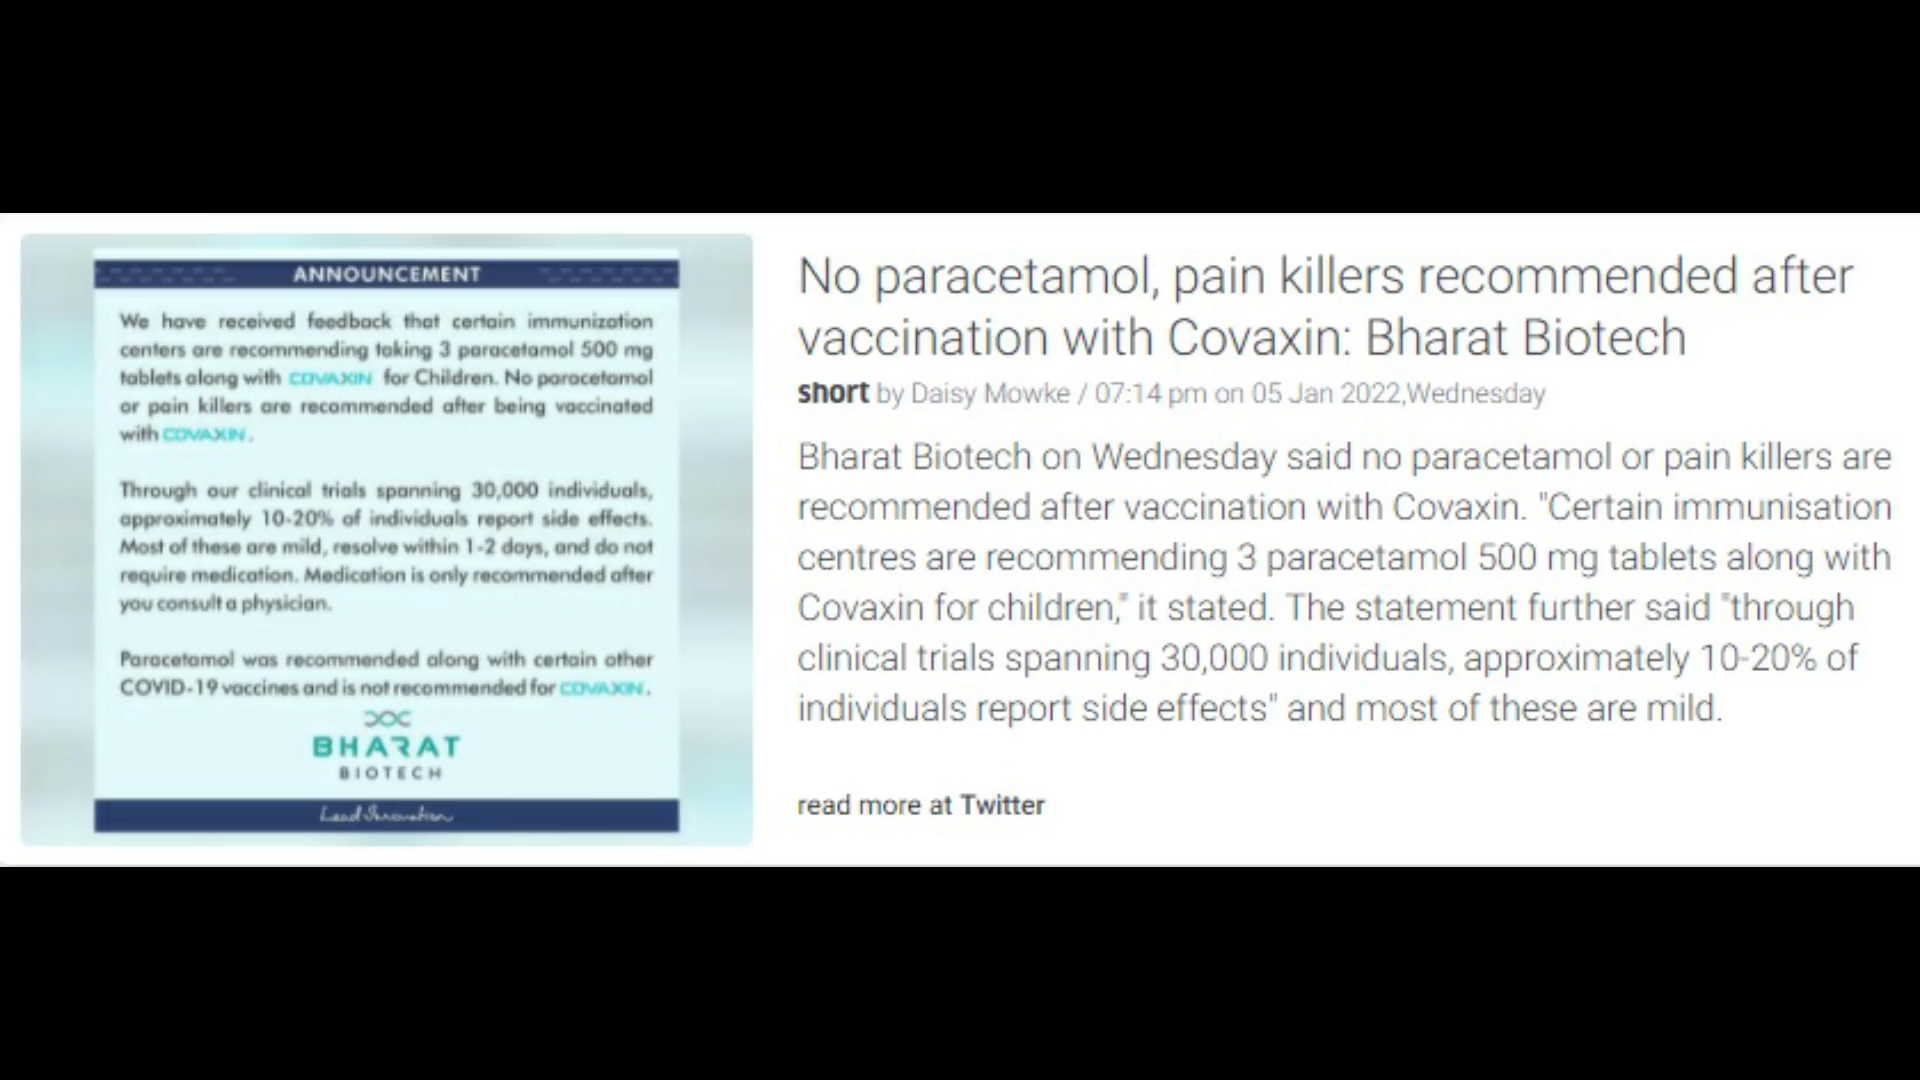 ANNOUNCEMENT
We have received feedback that certain immunization
centers are recommending taking 3 paracetamol 500 mg
tablets along with COVAXIN for Children. No paracetamol
or pain killers are recommended after being vaccinated
with COVAXIN.
Through our clinical trials spanning 30,000 individuals,
approximately 10-20% of individuals report side effects.
Most of these are mild, resolve within 1-2 days, and do not
require medication. Medication is only recommended after
you consult a physician.
Paracetamol was recommended along with certain other
COVID-19 vaccines and is not recommended for COVAXIN.
BHARAT
BIOTECH
Lead Innovation
No paracetamol, pain killers recommended after
vaccination with Covaxin: Bharat Biotech
short by Daisy Mowke / 07:14 pm on 05 Jan 2022,Wednesday
Bharat Biotech on Wednesday said no paracetamol or pain killers are
recommended after vaccination with Covaxin. "Certain immunisation
centres are recommending 3 paracetamol 500 mg tablets along with
Covaxin for children," it stated. The statement further said "through
clinical trials spanning 30,000 individuals, approximately 10-20% of
individuals report side effects" and most of these are mild.
read more at Twitter